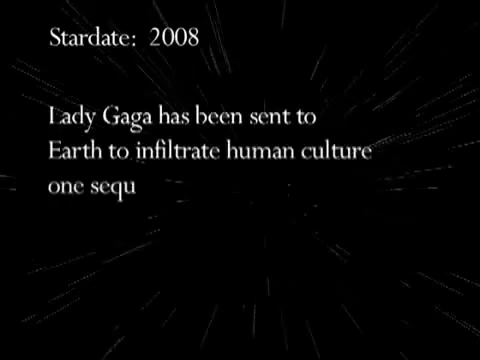 Stardate: 2008
Lady Gaga has been sent to
Earth to infiltrate human culture
one sequ